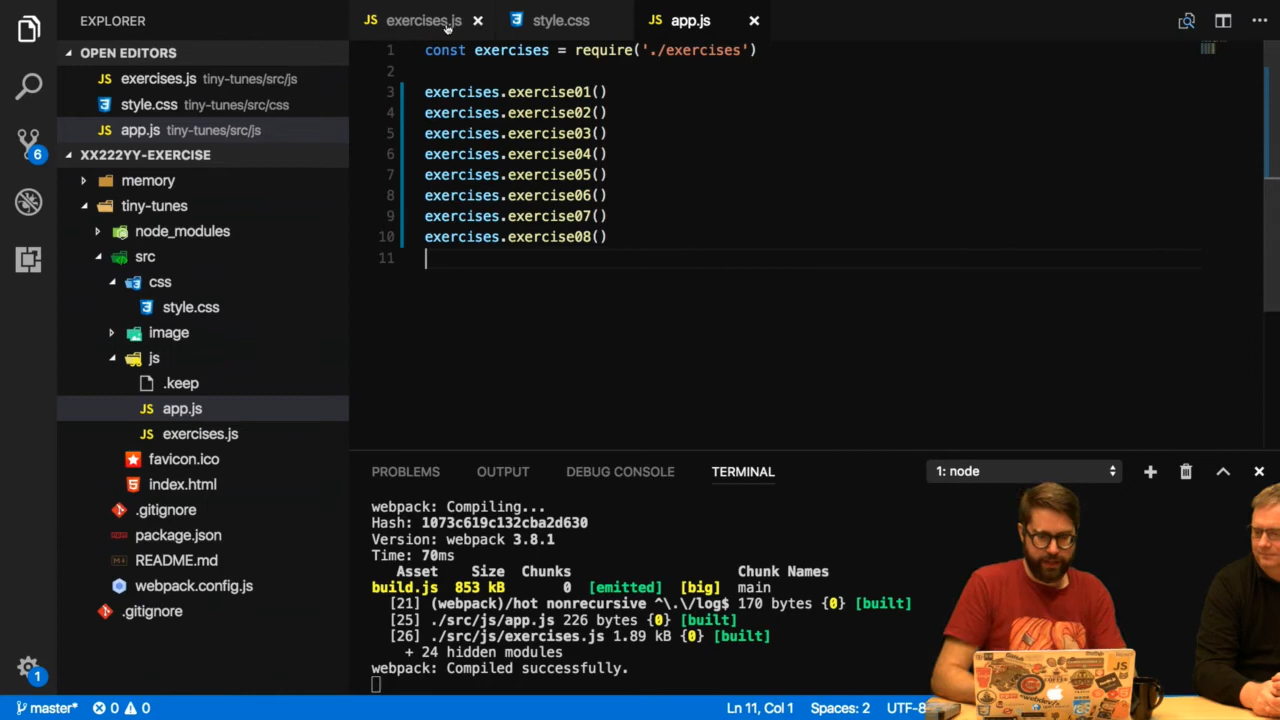 EXPLORER
OPEN EDITORS
JS exercises.js tiny-tunes/src/js
style.css tiny-tunes/src/css
JS app.js tiny-tunes/src/js
XX222YY-EXERCISE
memory
tiny-tunes
node_modules
src
css
style.css
image
js
.keep
JS app.js
JS exercises.js
favicon.ico
index.html
.gitignore
package.json
README.md
webpack.config.js
.gitignore
6
1
JS exercises.js
style.css
JS app.js
1 const exercises = require('./exercises')
2
3 exercises.exercise01()
4 exercises.exercise02()
5 exercises.exercise03()
6 exercises.exercise04()
7 exercises.exercise05()
8 exercises.exercise06()
9 exercises.exercise07()
10 exercises.exercise08()
11
PROBLEMS OUTPUT DEBUG CONSOLE TERMINAL 1: node
webpack: Compiling...
Hash: 1073c619c132cba2d630
Version: webpack 3.8.1
Time: 70ms
Asset Size Chunks Chunk Names
build.js 853 kB 0 [emitted] [big] main
[21] (webpack)/hot nonrecursive ^\.\/log$ 170 bytes {0} [built]
[25] ./src/js/app.js 226 bytes {0} [built]
[26] ./src/js/exercises.js 1.89 kB {0} [built]
+ 24 hidden modules
webpack: Compiled successfully.
master* 0 0 Ln 11, Col 1 Spaces: 2 UTF-8